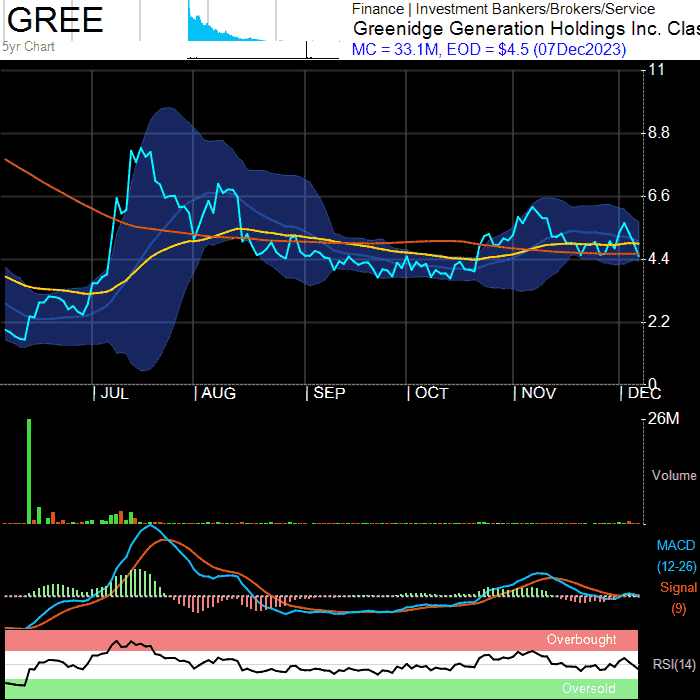 GREE
Finance | Investment Bankers/Brokers/Service
Greenidge Generation Holdings Inc. Clas
5yr Chart
MC = 33.1M, EOD = $4.5 (07Dec2023)
11
8.8
6.6
4.4
2.2
0
JUL AUG SEP OCT NOV DEC
26M
Volume
MACD
(12-26)
Signal
(9)
Overbought
RSI(14)
Oversold